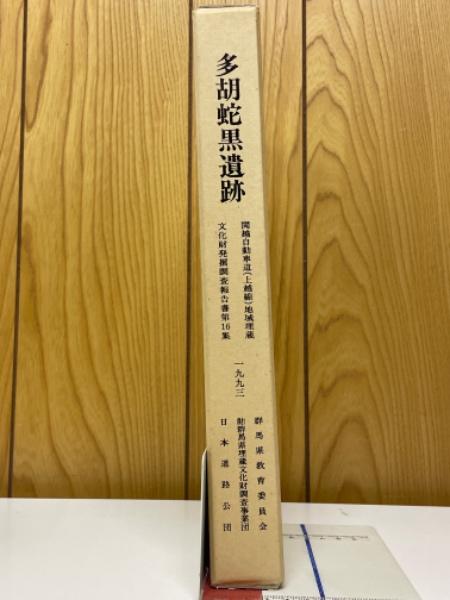 多胡蛇黒遺跡
関越自動車道(上越線)地域埋蔵
文化財発掘調査報告書第16集
一九九三
群馬県教育委員会
財群馬県埋蔵文化財調査事業団
日本道路公団